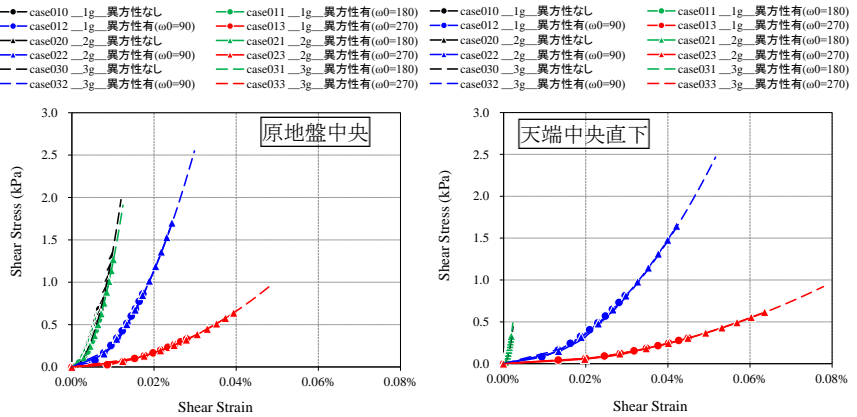 case010 __1g__異方性なし
case011 __1g__異方性有(ω0=180)
case012 __1g__異方性有(ω0=90)
case013 __1g__異方性有(ω0=270)
case020 __2g__異方性なし
case021 __2g__異方性有(ω0=180)
case022 __2g__異方性有(ω0=90)
case023 __2g__異方性有(ω0=270)
case030 __3g__異方性なし
case031 __3g__異方性有(ω0=180)
case032 __3g__異方性有(ω0=90)
case033 __3g__異方性有(ω0=270)
原地盤中央
Shear Stress (kPa)
3.0
2.5
2.0
1.5
1.0
0.5
0.0
0.00%
0.02%
0.04%
0.06%
0.08%
Shear Strain
case010 __1g__異方性なし
case011 __1g__異方性有(ω0=180)
case012 __1g__異方性有(ω0=90)
case013 __1g__異方性有(ω0=270)
case020 __2g__異方性なし
case021 __2g__異方性有(ω0=180)
case022 __2g__異方性有(ω0=90)
case023 __2g__異方性有(ω0=270)
case030 __3g__異方性なし
case031 __3g__異方性有(ω0=180)
case032 __3g__異方性有(ω0=90)
case033 __3g__異方性有(ω0=270)
天端中央直下
Shear Stress (kPa)
3.0
2.5
2.0
1.5
1.0
0.5
0.0
0.00%
0.02%
0.04%
0.06%
0.08%
Shear Strain